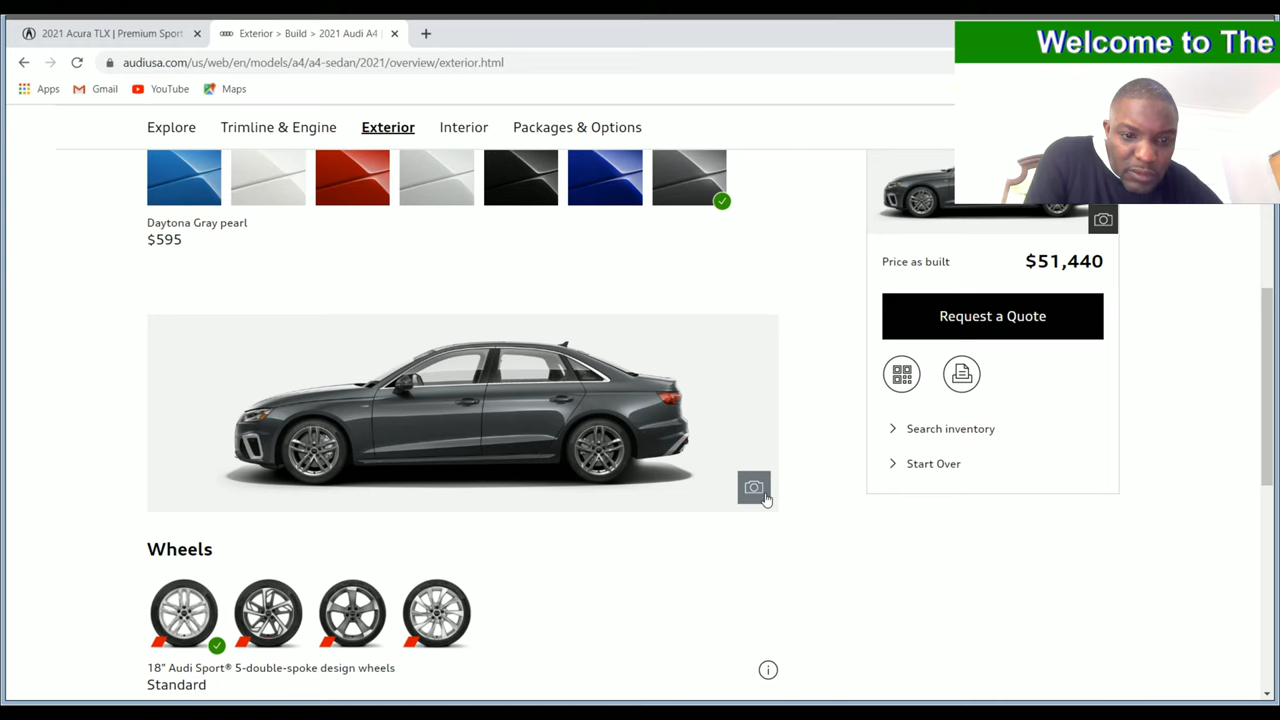 2021 Acura TLX | Premium Sport
Exterior > Build > 2021 Audi A4 |
Welcome to The
audiusa.com/us/web/en/models/a4/a4-sedan/2021/overview/exterior.html
Apps Gmail YouTube Maps
Explore Trimline & Engine Exterior Interior Packages & Options
Daytona Gray pearl
$595
Price as built $51,440
Request a Quote
Search inventory
Start Over
Wheels
18" Audi Sport® 5-double-spoke design wheels
Standard